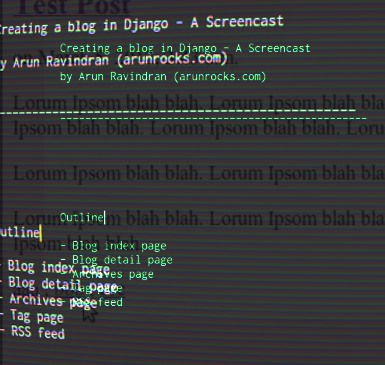 Test Post
Creating a blog in Django - A Screencast
Creating a blog in Django - A Screencast
by Arun Ravindran (arunrocks.com)
by Arun Ravindran (arunrocks.com)
Lorum Ipsom blah blah. Lorum Ipsom blah blah. Lorum
Ipsom blah blah. Lorum Ipsom blah blah. Lorum
Lorum Ipsom blah blah. Lorum Ipsom blah blah.
Lorum Ipsom blah blah. Lorum Ipsom blah blah.
Ipsom blah
Outline
Outline
- Blog index page
- Blog detail page
- Archives page
- Tag page
- RSS feed
- Blog index page
- Blog detail page
- Archives page
- Tag page
- RSS feed